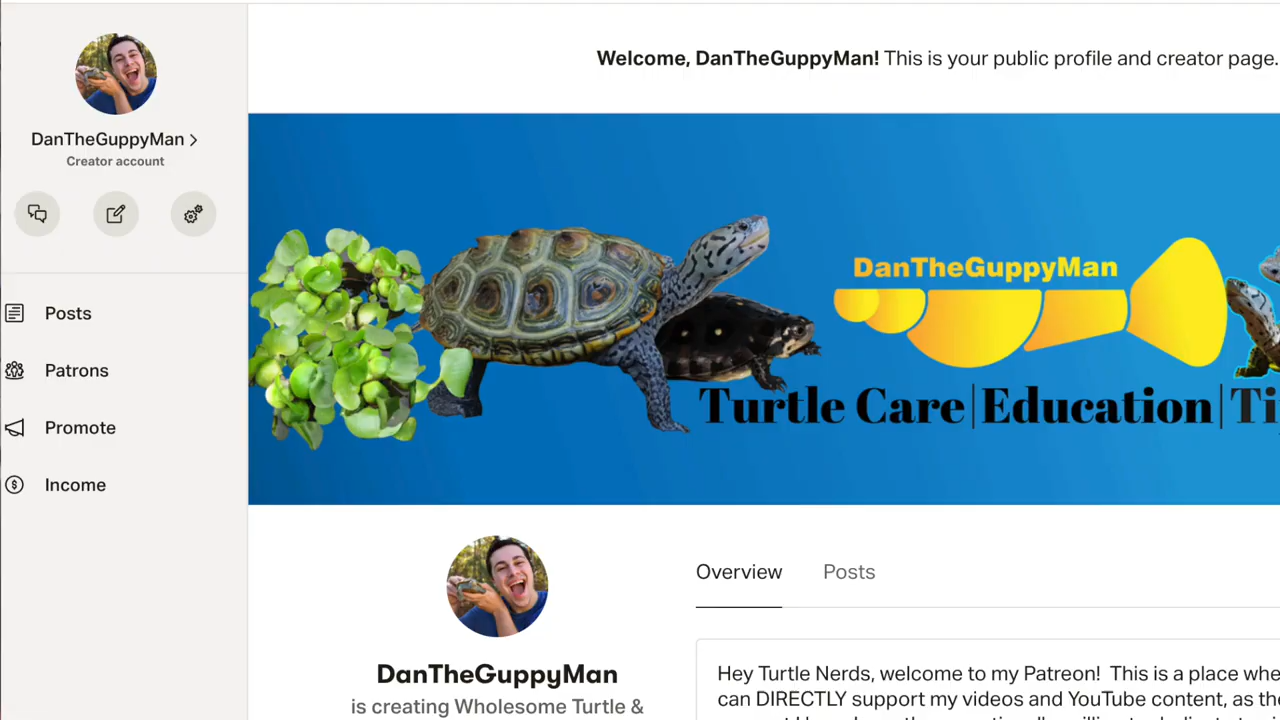 Welcome, DanTheGuppyMan! This is your public profile and creator page.
DanTheGuppyMan
Creator account
Posts
Patrons
Promote
Income
DanTheGuppyMan
Turtle Care|Education|Ti
Overview Posts
DanTheGuppyMan
is creating Wholesome Turtle &
Hey Turtle Nerds, welcome to my Patreon! This is a place whe
can DIRECTLY support my videos and YouTube content, as the